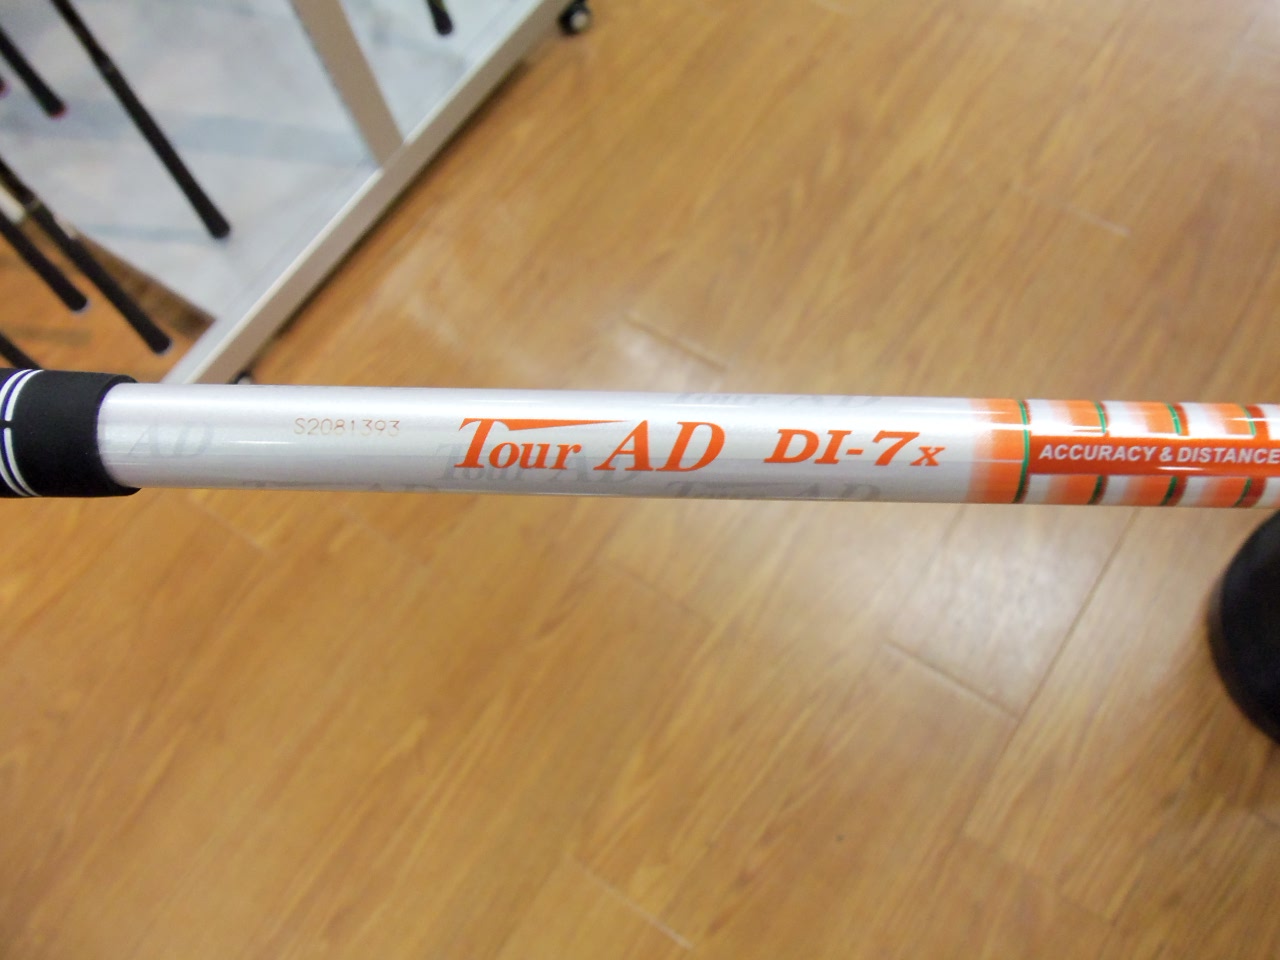 S2081393
Tour AD DI-7x
ACCURACY & DISTANCE